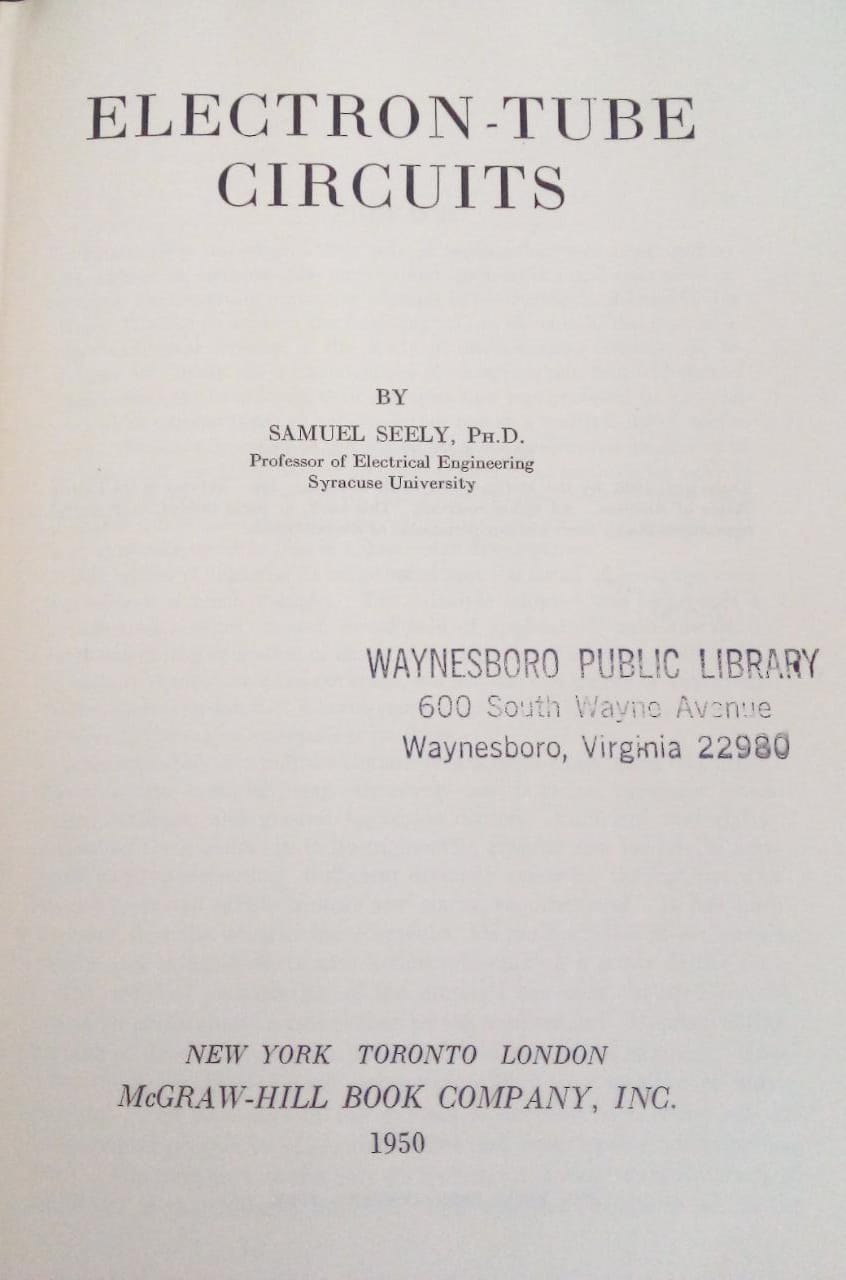 ELECTRON-TUBE
CIRCUITS
BY
SAMUEL SEELY, PH.D.
Professor of Electrical Engineering
Syracuse University
WAYNESBORO PUBLIC LIBRARY
600 South Wayne Avenue
Waynesboro, Virginia 22980
NEW YORK TORONTO LONDON
McGRAW-HILL BOOK COMPANY, INC.
1950